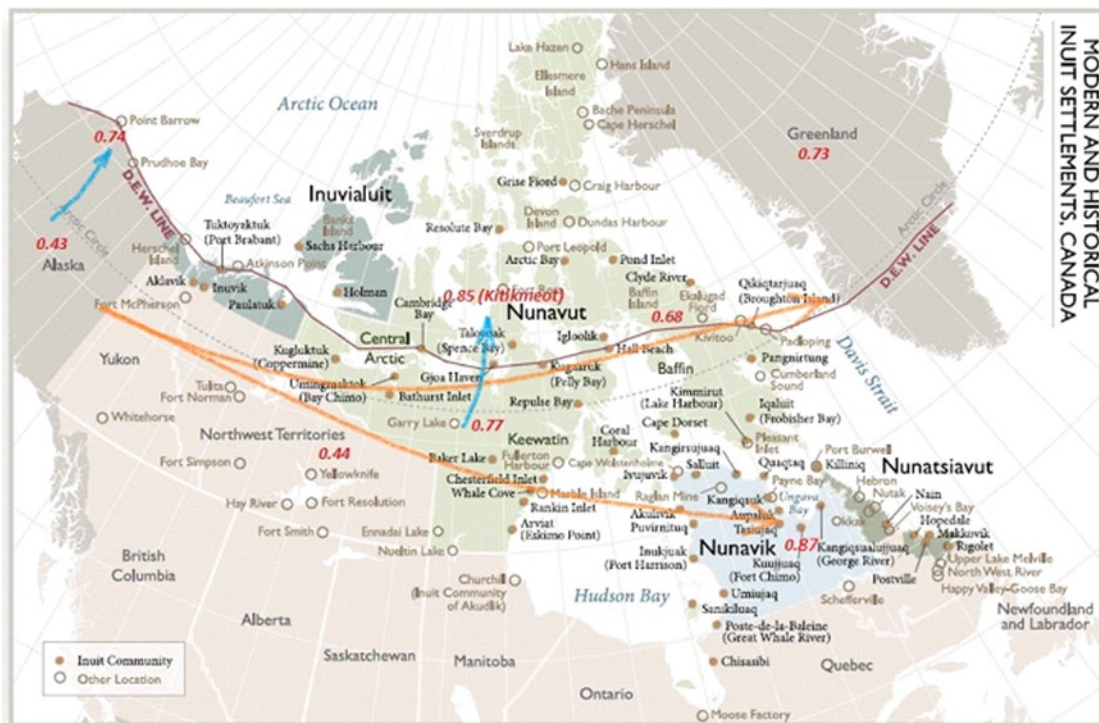 MODERN AND HISTORICAL
INUIT SETTLEMENTS, CANADA
Lake Hazen
Hans Island
Ellesmere
Island
Arctic Ocean
Bache Peninsula
Cape Herschel
Point Barrow
0.74
Sverdrup
Islands
Greenland
0.73
Prudhoe Bay
D.E.W. LINE
Inuvialuit
Grise Fiord
Craig Harbour
Beaufort Sea
Banks
Island
Devon
Island
Dundas Harbour
Arctic Circle
Arctic Circle
D.E.W. LINE
Tuktoyaktuk
(Port Brabant)
Resolute Bay
0.43
Alaska
Herschel
Island
Atkinson Point
Sachs Harbour
Port Leopold
Arctic Bay
Pond Inlet
Clyde River
Qikiqtarjuaq
(Broughton Island)
Aklavik
Inuvik
Paulatuk
Holman
Fort McPherson
0.85 (Kitikmeot)
Fort Ross
Baffin
Island
Ekalugad
Fiord
Cambridge
Bay
Nunavut
0.68
Taloyoak
(Spence Bay)
Igloolik
Kivitoo
Padloping
Hall Beach
Central
Arctic
Yukon
Kugluktuk
(Coppermine)
Gjoa Haven
Kugaaruk
(Pelly Bay)
Baffin
Pangnirtung
Davis Strait
Umingmaktok
(Bay Chimo)
Bathurst Inlet
Cumberland
Sound
Tulita
Fort Norman
Repulse Bay
Kimmirut
(Lake Harbour)
Iqaluit
(Frobisher Bay)
Whitehorse
Garry Lake
0.77
Cape Dorset
Northwest Territories
0.44
Keewatin
Coral
Harbour
Kangirsujuaq
Pleasant
Inlet
Port Burwell
Killiniq
Fort Simpson
Yellowknife
Baker Lake
Fullerton
Harbour
Cape Wolstenholme
Ivujuvik
Salluit
Quaqtaq
Payne Bay
Nunatsiavut
Chesterfield Inlet
Whale Cove
Marble Island
Raglan Mine
Kangiqsuk
Ungava
Bay
Hebron
Nutak
Nain
Voisey's Bay
Hay River
Fort Resolution
Rankin Inlet
Akulivik
Puvirnituq
Aupaluk
Tasiujaq
Okkak
Hopedale
Makkovik
Fort Smith
Ennadai Lake
Arviat
(Eskimo Point)
Nunavik
0.87
Kangiqsualujjuaq
(George River)
Rigolet
Nueltin Lake
Inukjuak
(Port Harrison)
Kuujjuaq
(Fort Chimo)
Postville
Upper Lake Melville
North West River
Happy Valley-Goose Bay
British
Columbia
Churchill
(Inuit Community
of Akudlik)
Hudson Bay
Umiujaq
Sanikiluaq
Schefferville
Newfoundland
and Labrador
Alberta
Poste-de-la-Baleine
(Great Whale River)
Saskatchewan
Manitoba
Chisasibi
Quebec
Inuit Community
Other Location
Ontario
Moose Factory